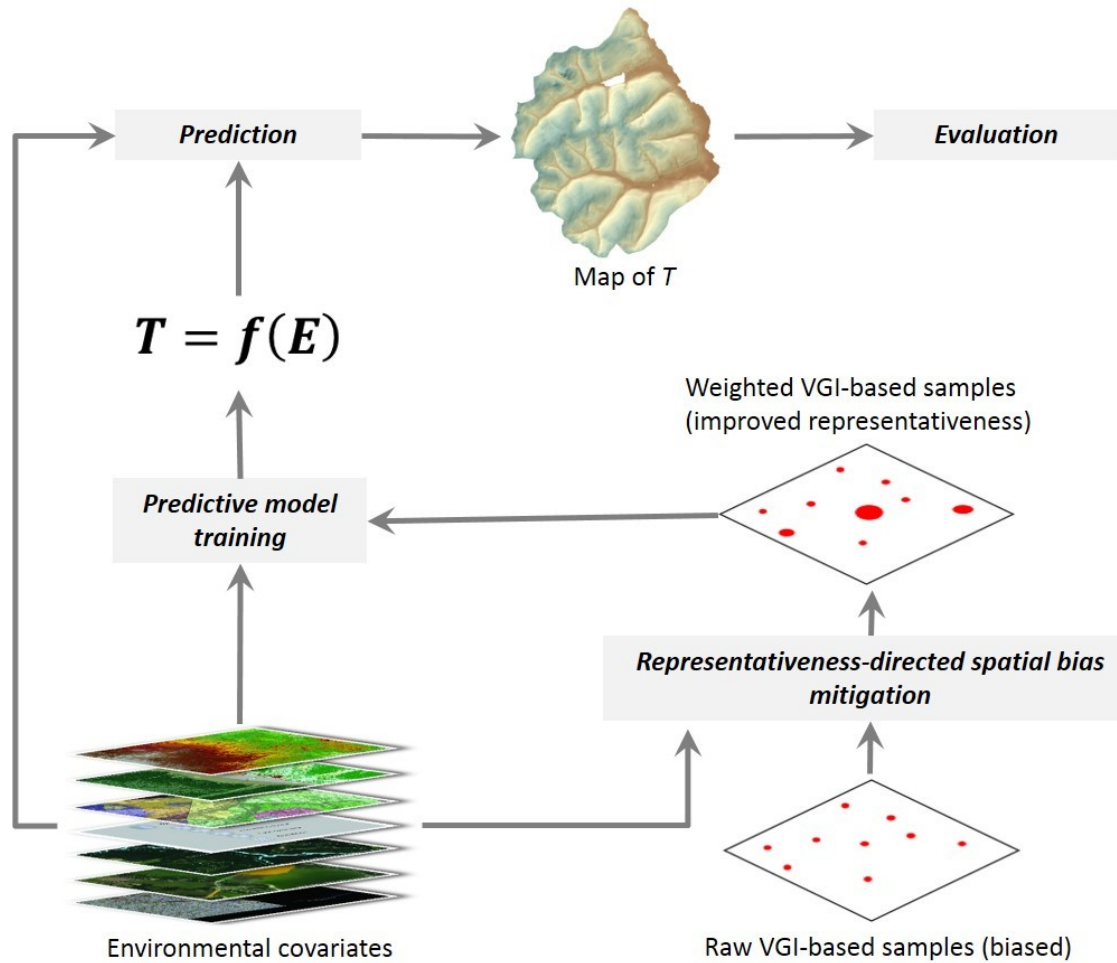 Prediction
Evaluation
Map of T
T = f(E)
Weighted VGI-based samples
(improved representativeness)
Predictive model
training
Representativeness-directed spatial bias
mitigation
Environmental covariates
Raw VGI-based samples (biased)